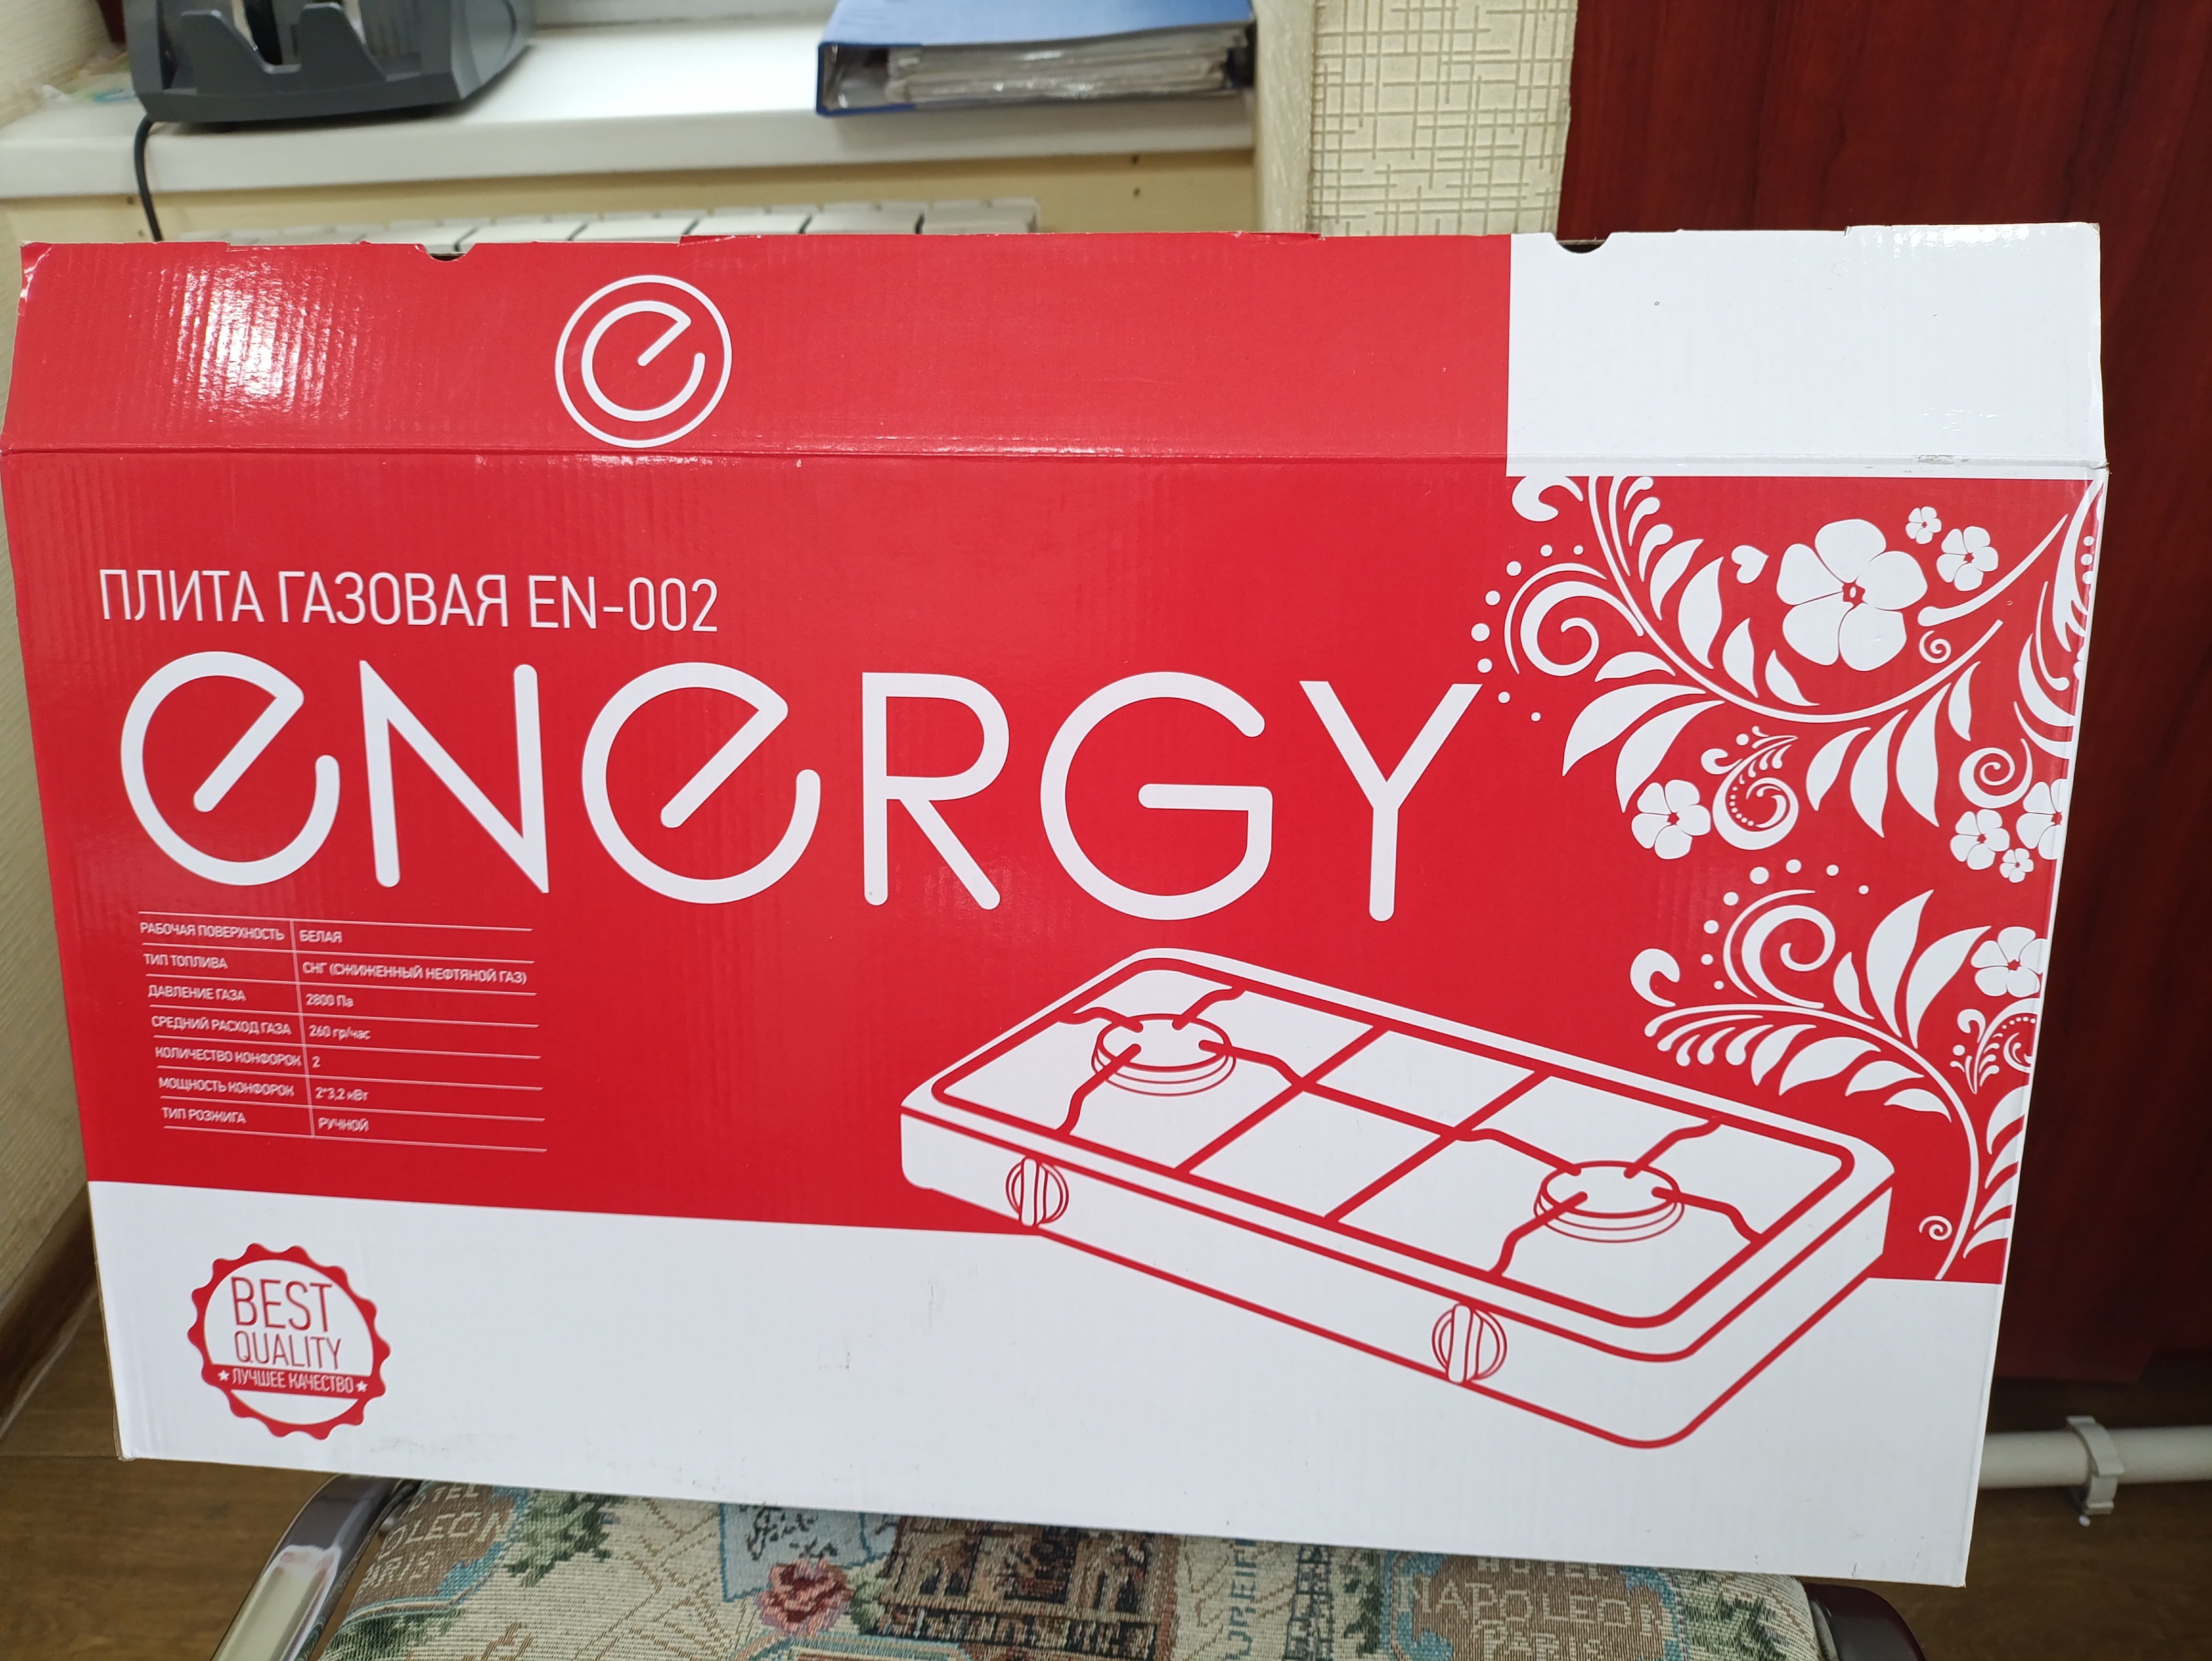 e
ПЛИТА ГАЗОВАЯ EN-002
eNeRGY
РАБОЧАЯ ПОВЕРХНОСТЬ БЕЛАЯ
ТИП ТОПЛИВА СНГ (СЖИЖЕННЫЙ НЕФТЯНОЙ ГАЗ)
ДАВЛЕНИЕ ГАЗА 2800 Па
СРЕДНИЙ РАСХОД ГАЗА 260 гр/час
КОЛИЧЕСТВО КОНФОРОК 2
МОЩНОСТЬ КОНФОРОК 2*3,2 кВт
ТИП РОЗЖИГА РУЧНОЙ
BEST
QUALITY
ЛУЧШЕЕ КАЧЕСТВО
NAPOLEON
PARIS